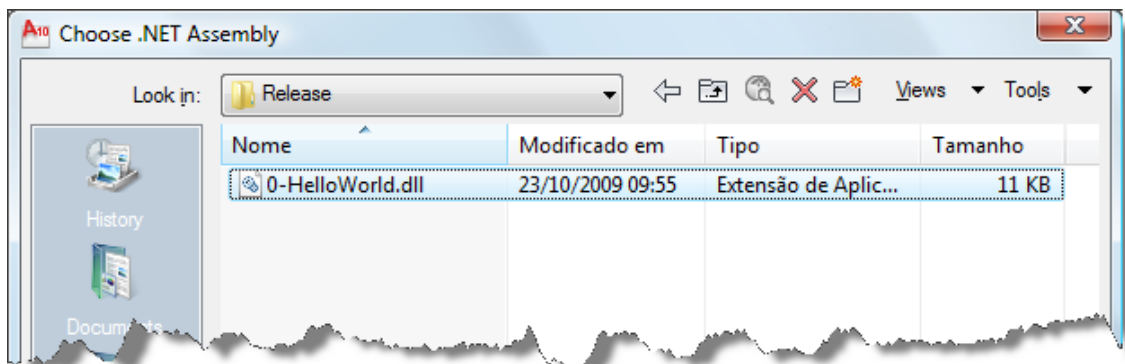 A10 Choose .NET Assembly
Look in: Release Views Tools
Nome Modificado em Tipo Tamanho
0-HelloWorld.dll 23/10/2009 09:55 Extensão de Aplic... 11 KB
History